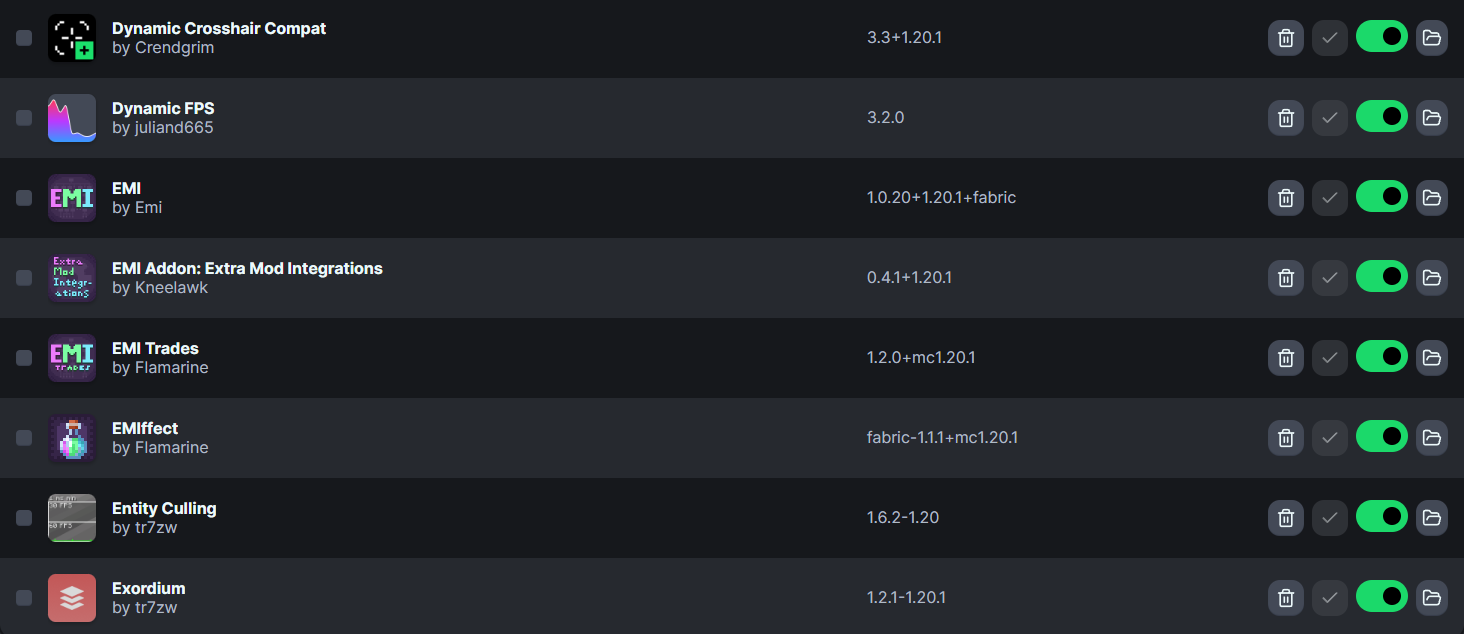 Dynamic Crosshair Compat
by Crendgrim
3.3+1.20.1
Dynamic FPS
by juliand665
3.2.0
EMI
EMI
by Emi
1.0.20+1.20.1+fabric
Extra
Mod
Integr-
ations
EMI Addon: Extra Mod Integrations
by Kneelawk
0.4.1+1.20.1
EMI
TRADES
EMI Trades
by Flamarine
1.2.0+mc1.20.1
EMIffect
by Flamarine
fabric-1.1.1+mc1.20.1
60 FPS
Entity Culling
by tr7zw
1.6.2-1.20
Exordium
by tr7zw
1.2.1-1.20.1